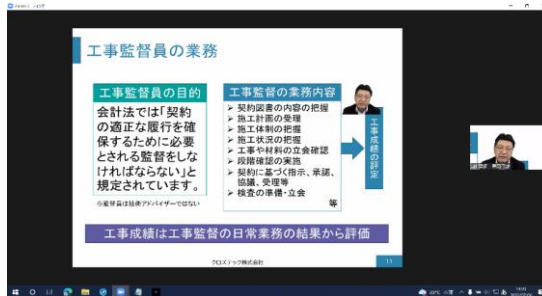 工事監督員の業務
工事監督員の目的
会計法では「契約
の適正な履行を確
保するために必要
とされる監督をしな
ければならない」と
規定されています。
※監督員は技術アドバイザーではない
工事監督の業務内容
➢ 契約図書の内容の把握
➢ 施工計画の受理
➢ 施工体制の把握
➢ 施工状況の把握
➢ 工事や材料の立会確認
➢ 段階確認の実施
➢ 契約に基づく指示、承諾、
協議、受理等
➢ 検査の準備・立会
等
工事成績の評定
工事成績は工事監督の日常業務の結果から評価
クロステック株式会社
11